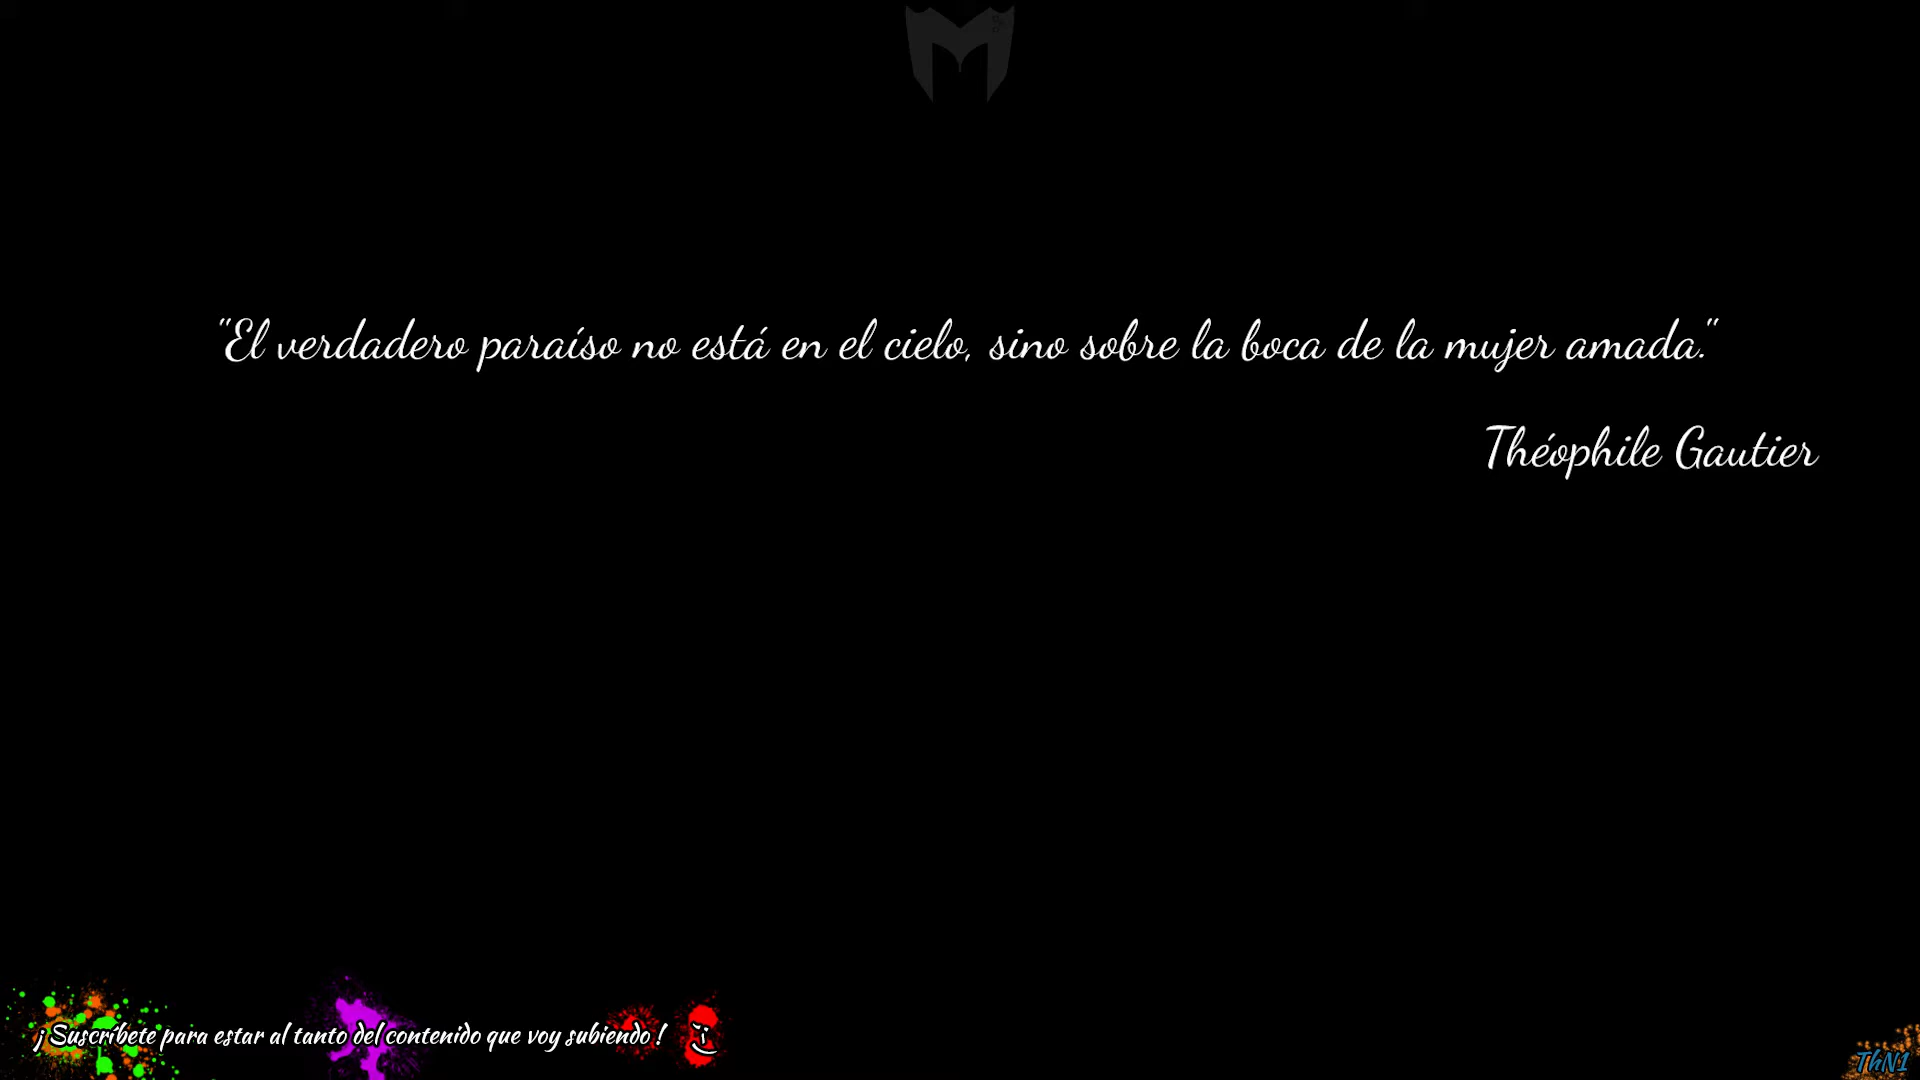 M
"El verdadero paraíso no está en el cielo, sino sobre la boca de la mujer amada."
Théophile Gautier
¡ Suscríbete para estar al tanto del contenido que voy subiendo !
ThN1